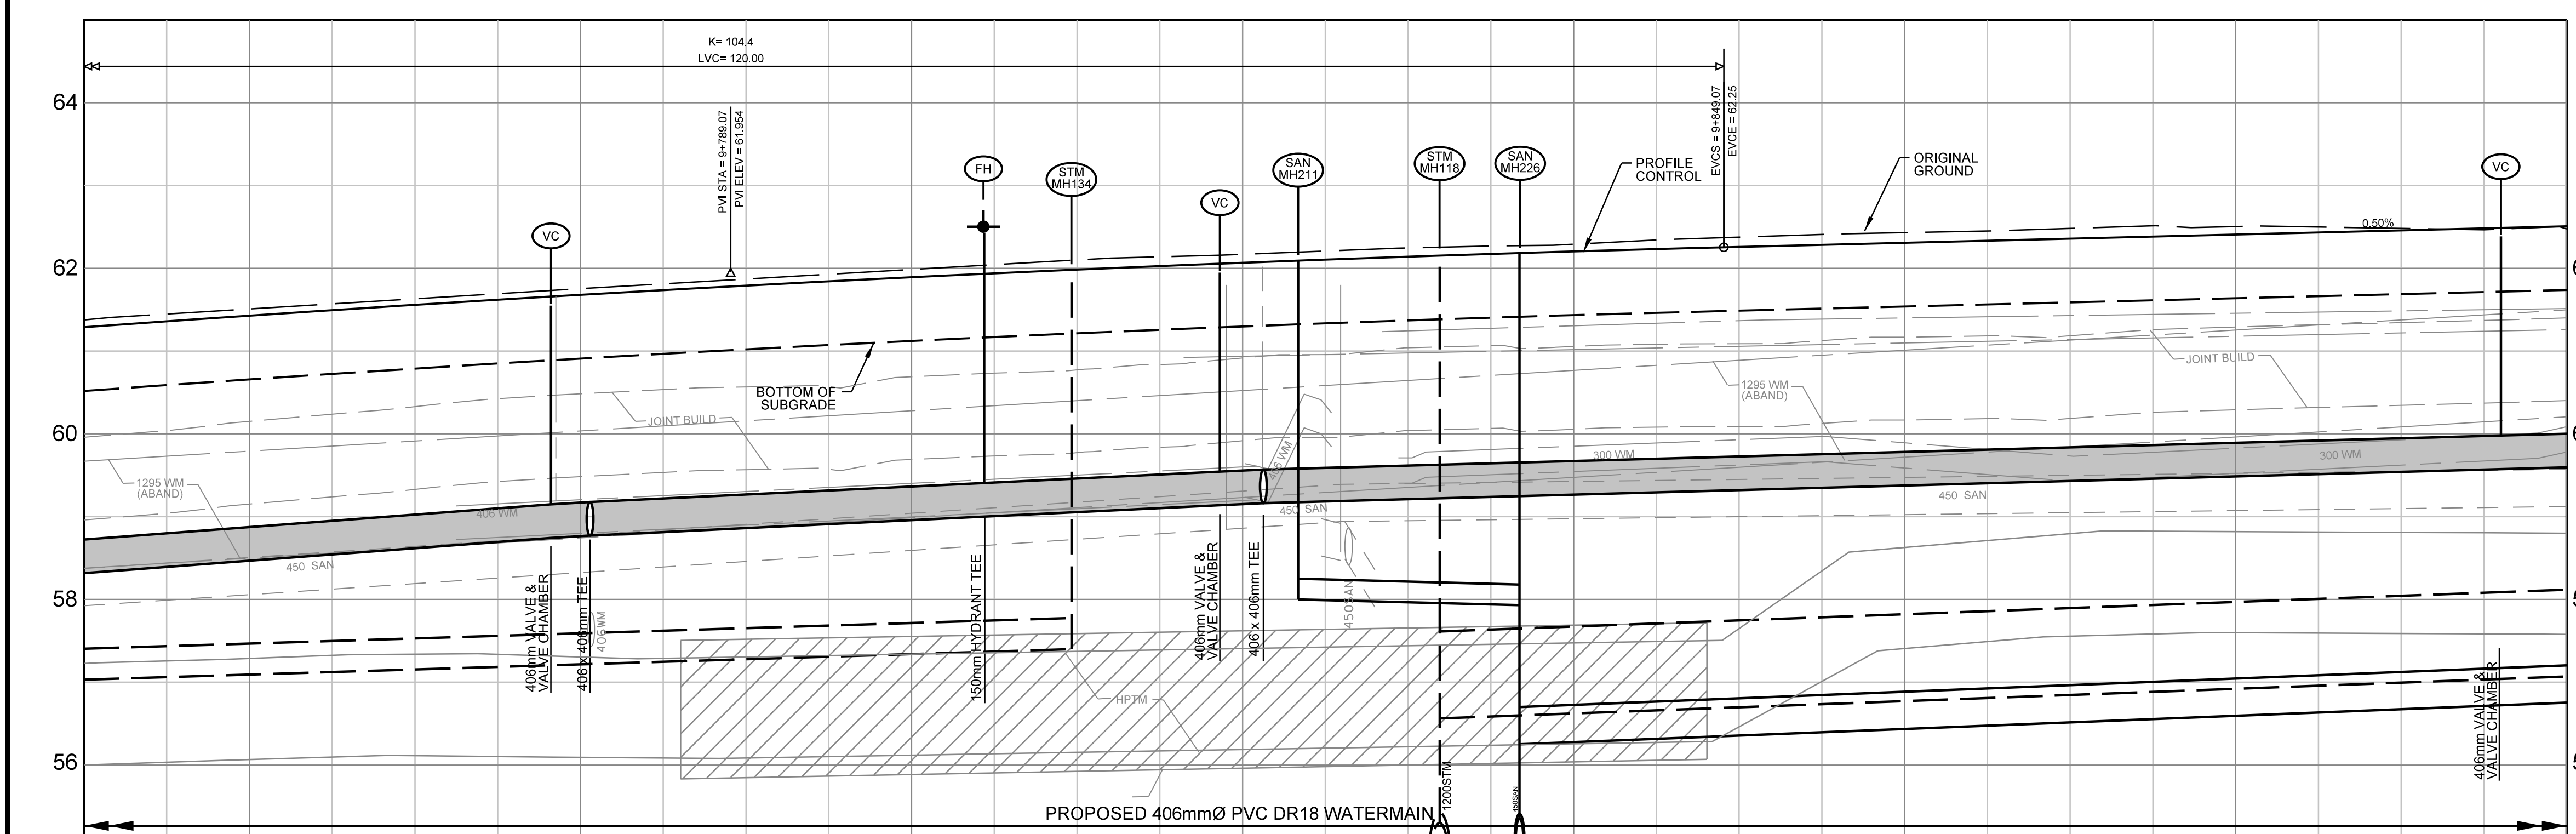 K= 104.4
LVC= 120.00
64
62
60
58
56
PVI STA = 9+789.07
PVI ELEV = 61.954
EVCS = 9+849.07
EVCE = 62.25
VC
FH
STM
MH134
VC
SAN
MH211
STM
MH118
SAN
MH226
PROFILE
CONTROL
ORIGINAL
GROUND
VC
0.50%
BOTTOM OF
SUBGRADE
JOINT BUILD
1295 WM
(ABAND)
JOINT BUILD
1295 WM
(ABAND)
406 WM
450 SAN
406 WM
450 SAN
300 WM
300 WM
450 SAN
406mm VALVE &
VALVE CHAMBER
406 x 406mm TEE
406WM
150mm HYDRANT TEE
406mm VALVE &
VALVE CHAMBER
406 x 406mm TEE
450SAN
HPTM
406mm VALVE &
VALVE CHAMBER
1200STM
450SAN
PROPOSED 406mmØ PVC DR18 WATERMAIN